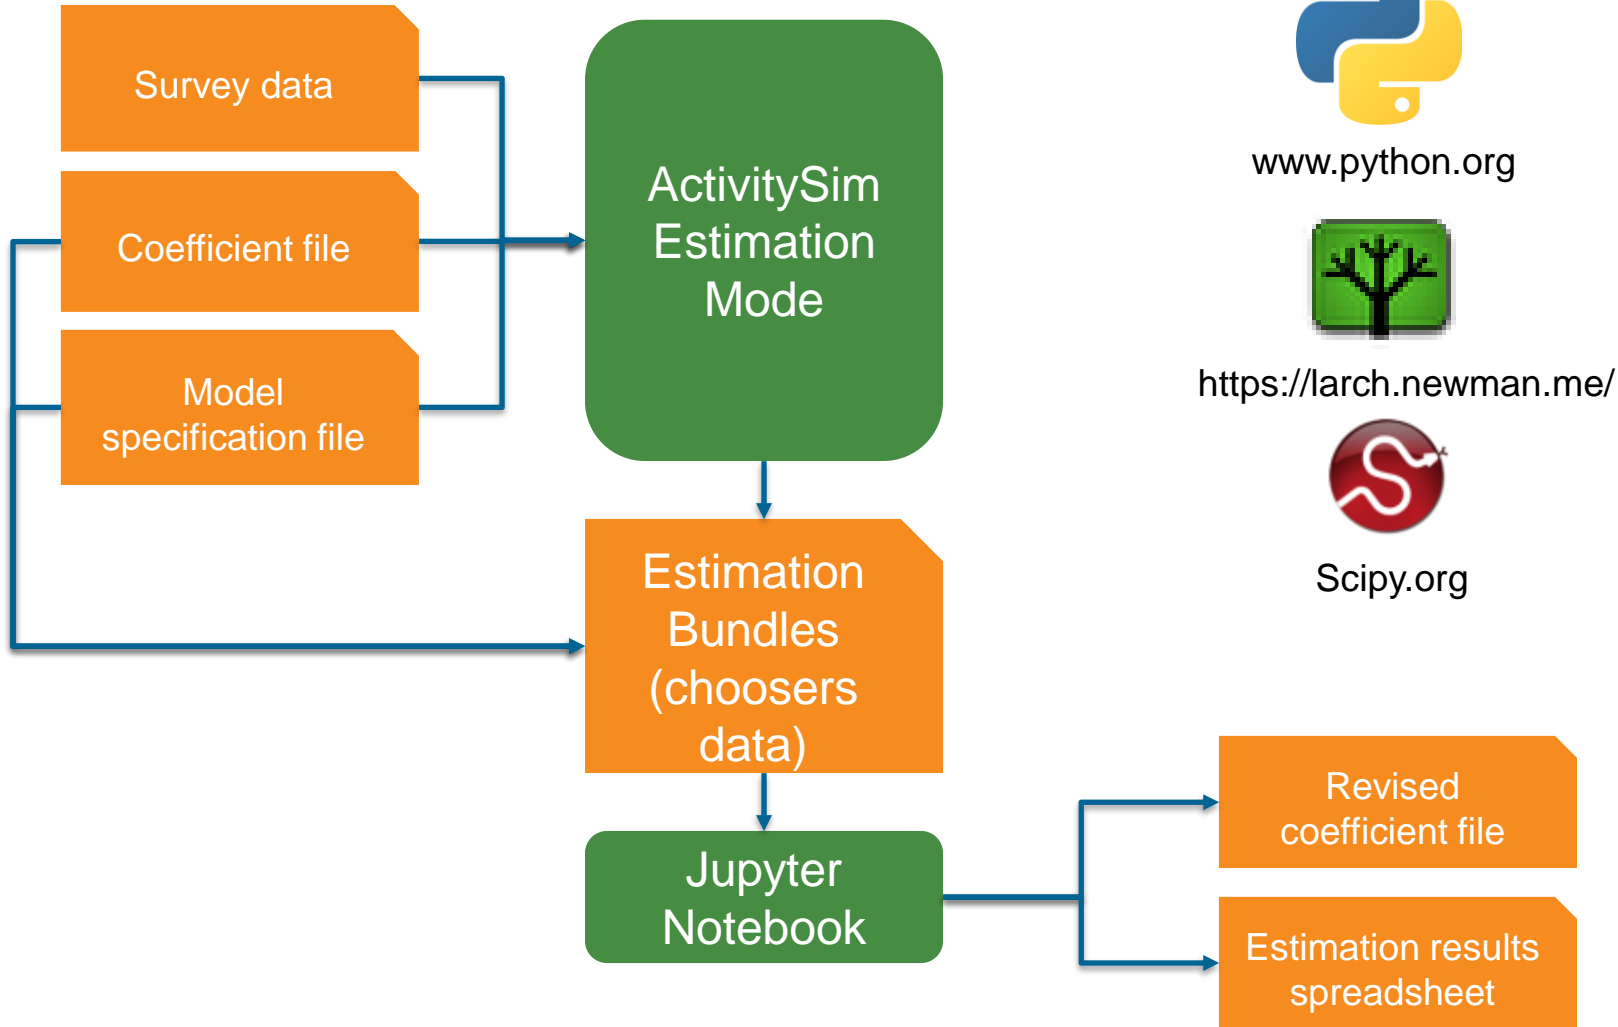 Survey data
Coefficient file
Model
specification file
ActivitySim
Estimation
Mode
Estimation
Bundles
(choosers
data)
Jupyter
Notebook
Revised
coefficient file
Estimation results
spreadsheet
www.python.org
https://larch.newman.me/
Scipy.org